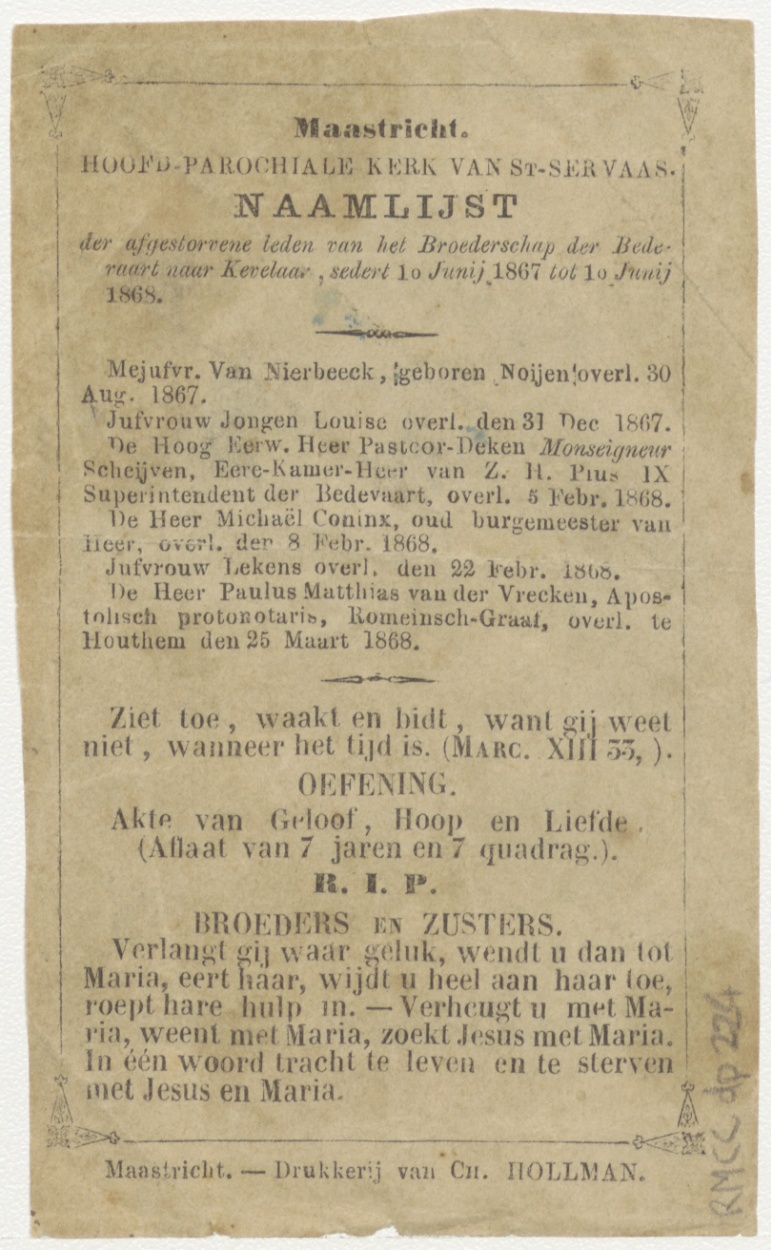 Maastricht.
HOOFD-PAROCHIALE KERK VAN ST-SERVAAS.
NAAMLIJST
der afgestorvene leden van het Broederschap der Bede-
vaart naar Kevelaar, sedert 10 Junij 1867 tot 10 Junij
1868.
Mejufvr. Van Nierbeeck, geboren Noijen overl. 30
Aug. 1867.
Jufvrouw Jongen Louise overl. den 31 Dec 1867.
De Hoog Eerw. Heer Pastoor-Deken Monseigneur
Scheijven, Eere-Kamer-Heer van Z. H. Pius IX
Superintendent der Bedevaart, overl. 5 Febr. 1868.
De Heer Michaël Coninx, oud burgemeester van
Heer, overl. den 8 Febr. 1868.
Jufvrouw Lekens overl. den 22 Febr. 1868.
De Heer Paulus Matthias van der Vrecken, Apos-
tolisch protonotaris, Romeinsch-Graaf, overl. te
Houthem den 25 Maart 1868.
Ziet toe, waakt en bidt, want gij weet
niet, wanneer het tijd is. (MARC. XIII 33, ).
OEFENING.
Akte van Geloof, Hoop en Liefde.
(Aflaat van 7 jaren en 7 quadrag.).
R. I. P.
BROEDERS EN ZUSTERS.
Verlangt gij waar geluk, wendt u dan tot
Maria, eert haar, wijdt u heel aan haar toe,
roept hare hulp in. — Verheugt u met Ma-
ria, weent met Maria, zoekt Jesus met Maria.
In één woord tracht te leven en te sterven
met Jesus en Maria.
Maastricht. — Drukkerij van CH. HOLLMAN.
RMCC dp 224